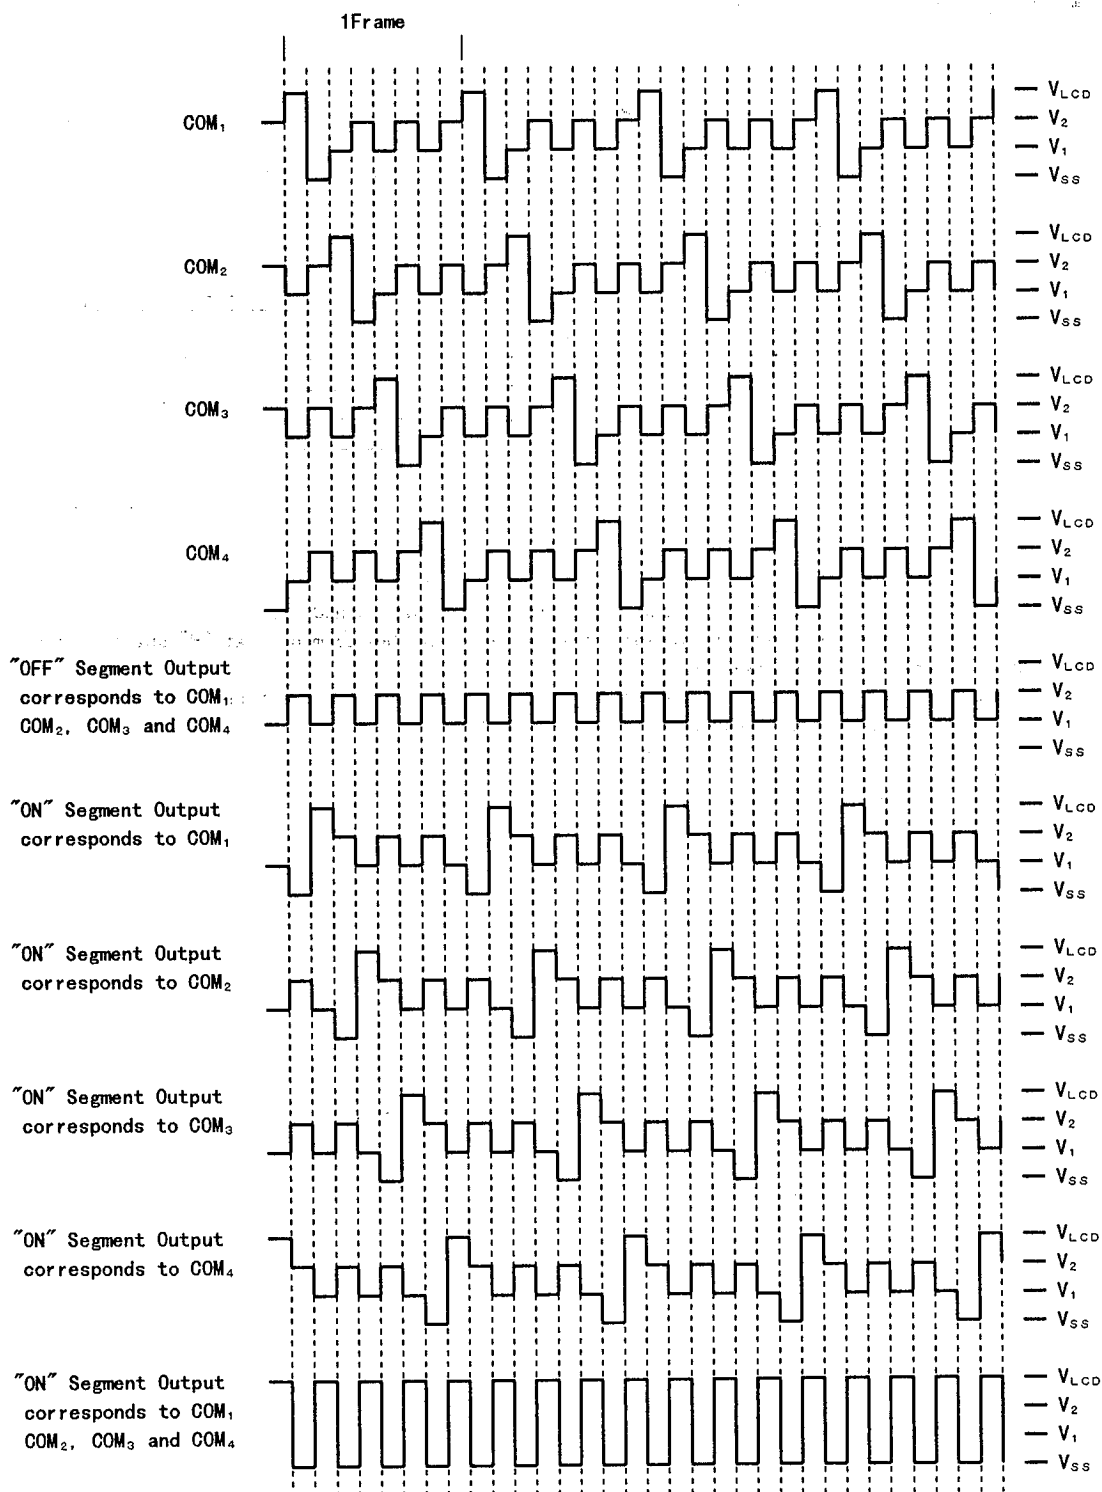 1Frame
COM₁
V_LCD
V₂
V₁
V_SS
COM₂
V_LCD
V₂
V₁
V_SS
COM₃
V_LCD
V₂
V₁
V_SS
COM₄
V_LCD
V₂
V₁
V_SS
"OFF" Segment Output
corresponds to COM₁,
COM₂, COM₃ and COM₄
V_LCD
V₂
V₁
V_SS
"ON" Segment Output
corresponds to COM₁
V_LCD
V₂
V₁
V_SS
"ON" Segment Output
corresponds to COM₂
V_LCD
V₂
V₁
V_SS
"ON" Segment Output
corresponds to COM₃
V_LCD
V₂
V₁
V_SS
"ON" Segment Output
corresponds to COM₄
V_LCD
V₂
V₁
V_SS
"ON" Segment Output
corresponds to COM₁
COM₂, COM₃ and COM₄
V_LCD
V₂
V₁
V_SS